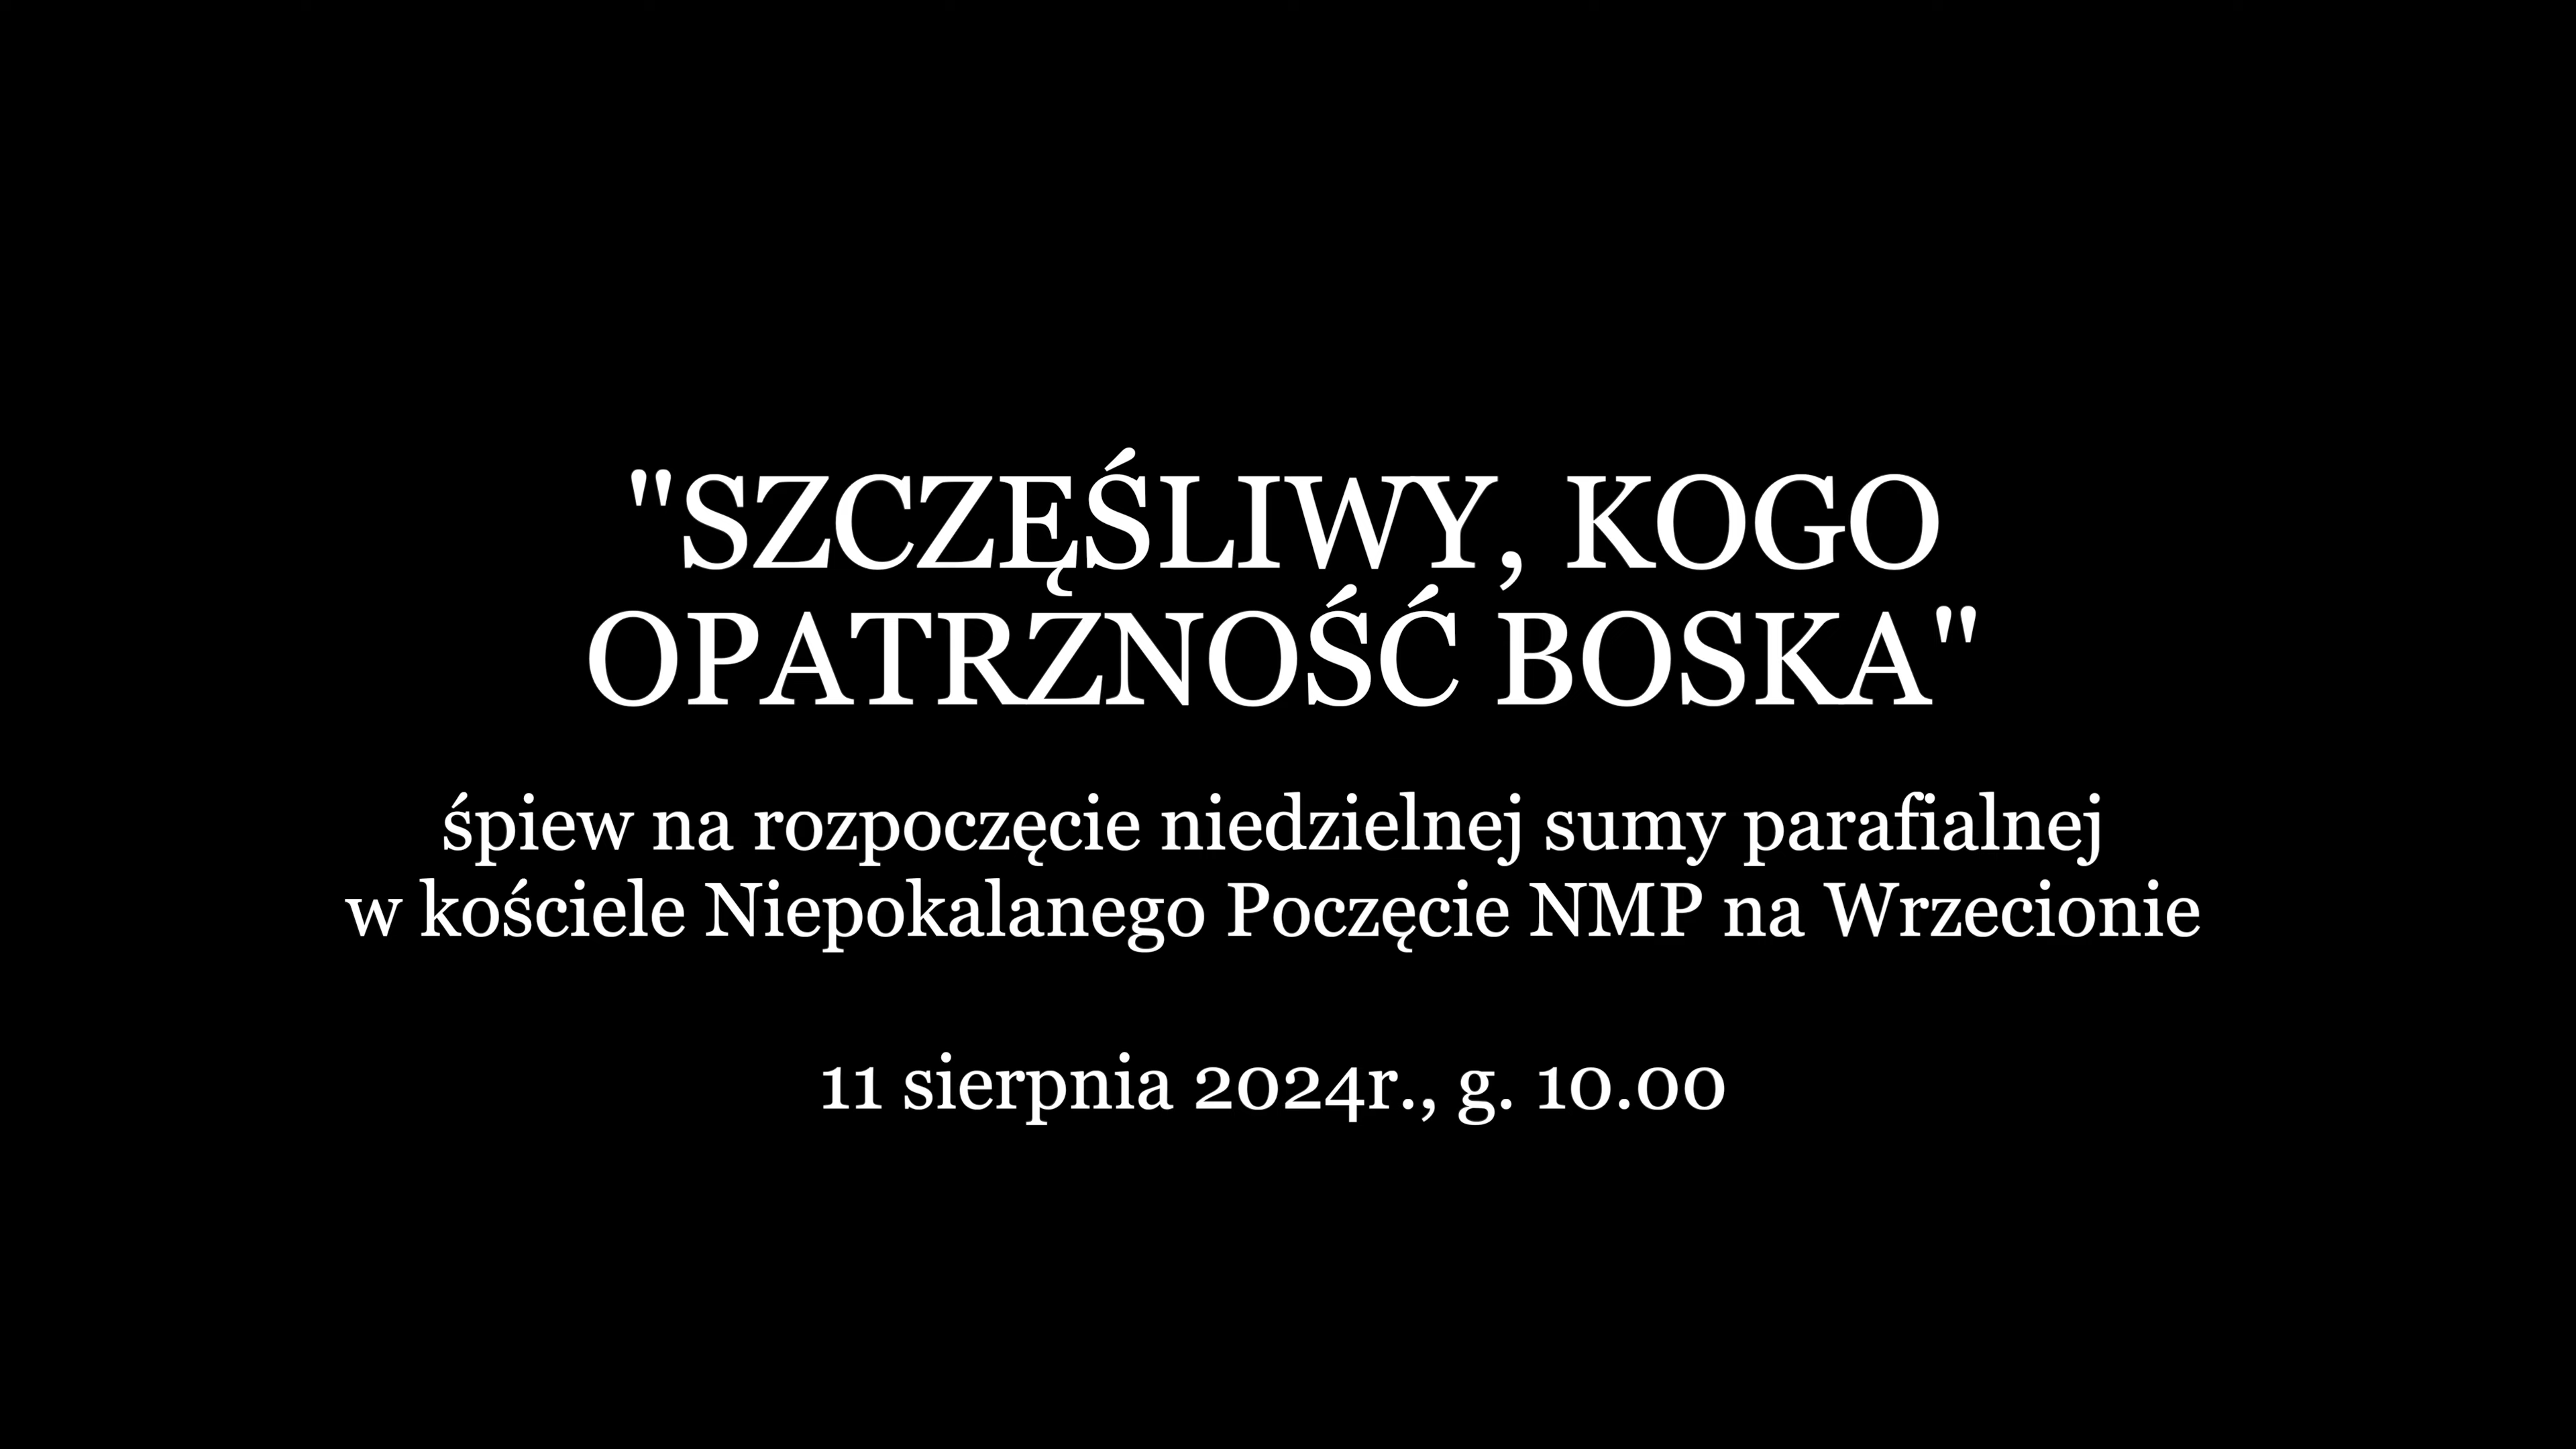 "SZCZĘŚLIWY, KOGO
OPATRZNOŚĆ BOSKA"
śpiew na rozpoczęcie niedzielnej sumy parafialnej
w kościele Niepokalanego Poczęcie NMP na Wrzecionie
11 sierpnia 2024r., g. 10.00